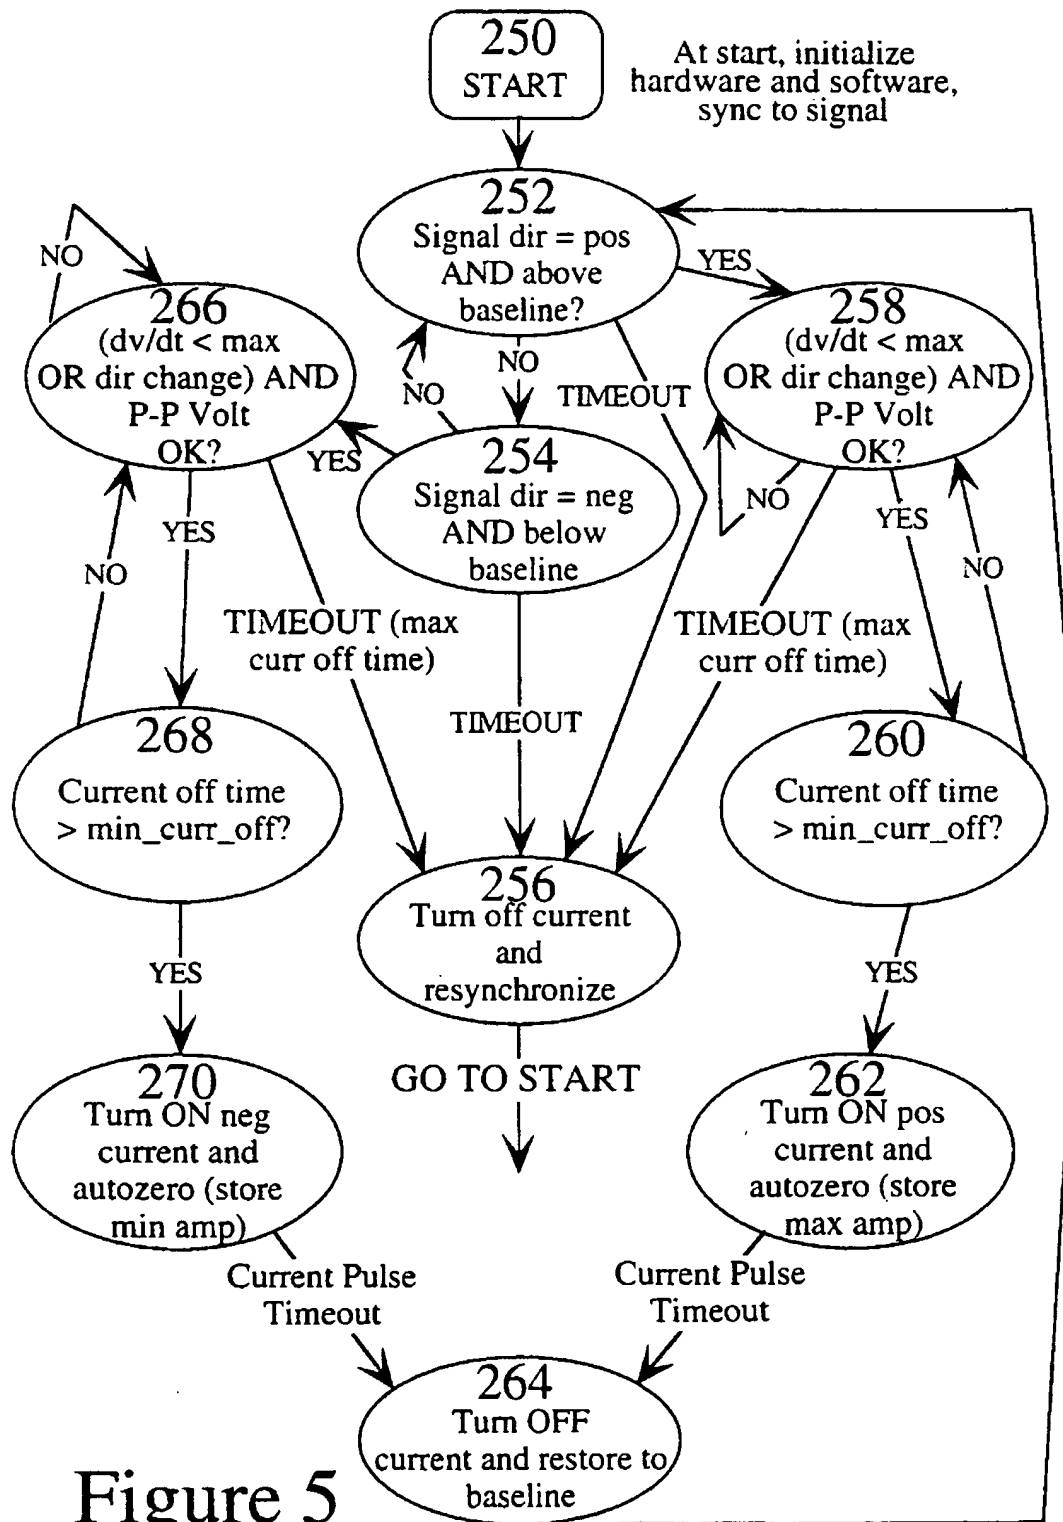 250
START
At start, initialize
hardware and software,
sync to signal
252
Signal dir = pos
AND above
baseline?
NO
YES
266
(dv/dt < max
OR dir change) AND
P-P Volt
OK?
258
(dv/dt < max
OR dir change) AND
P-P Volt
OK?
NO
NO
TIMEOUT
YES
254
Signal dir = neg
AND below
baseline
NO
YES
YES
NO
NO
TIMEOUT (max
curr off time)
TIMEOUT (max
curr off time)
TIMEOUT
268
Current off time
> min_curr_off?
260
Current off time
> min_curr_off?
256
Turn off current
and
resynchronize
YES
YES
GO TO START
270
Turn ON neg
current and
autozero (store
min amp)
262
Turn ON pos
current and
autozero (store
max amp)
Current Pulse
Timeout
Current Pulse
Timeout
264
Turn OFF
current and restore to
baseline
Figure 5